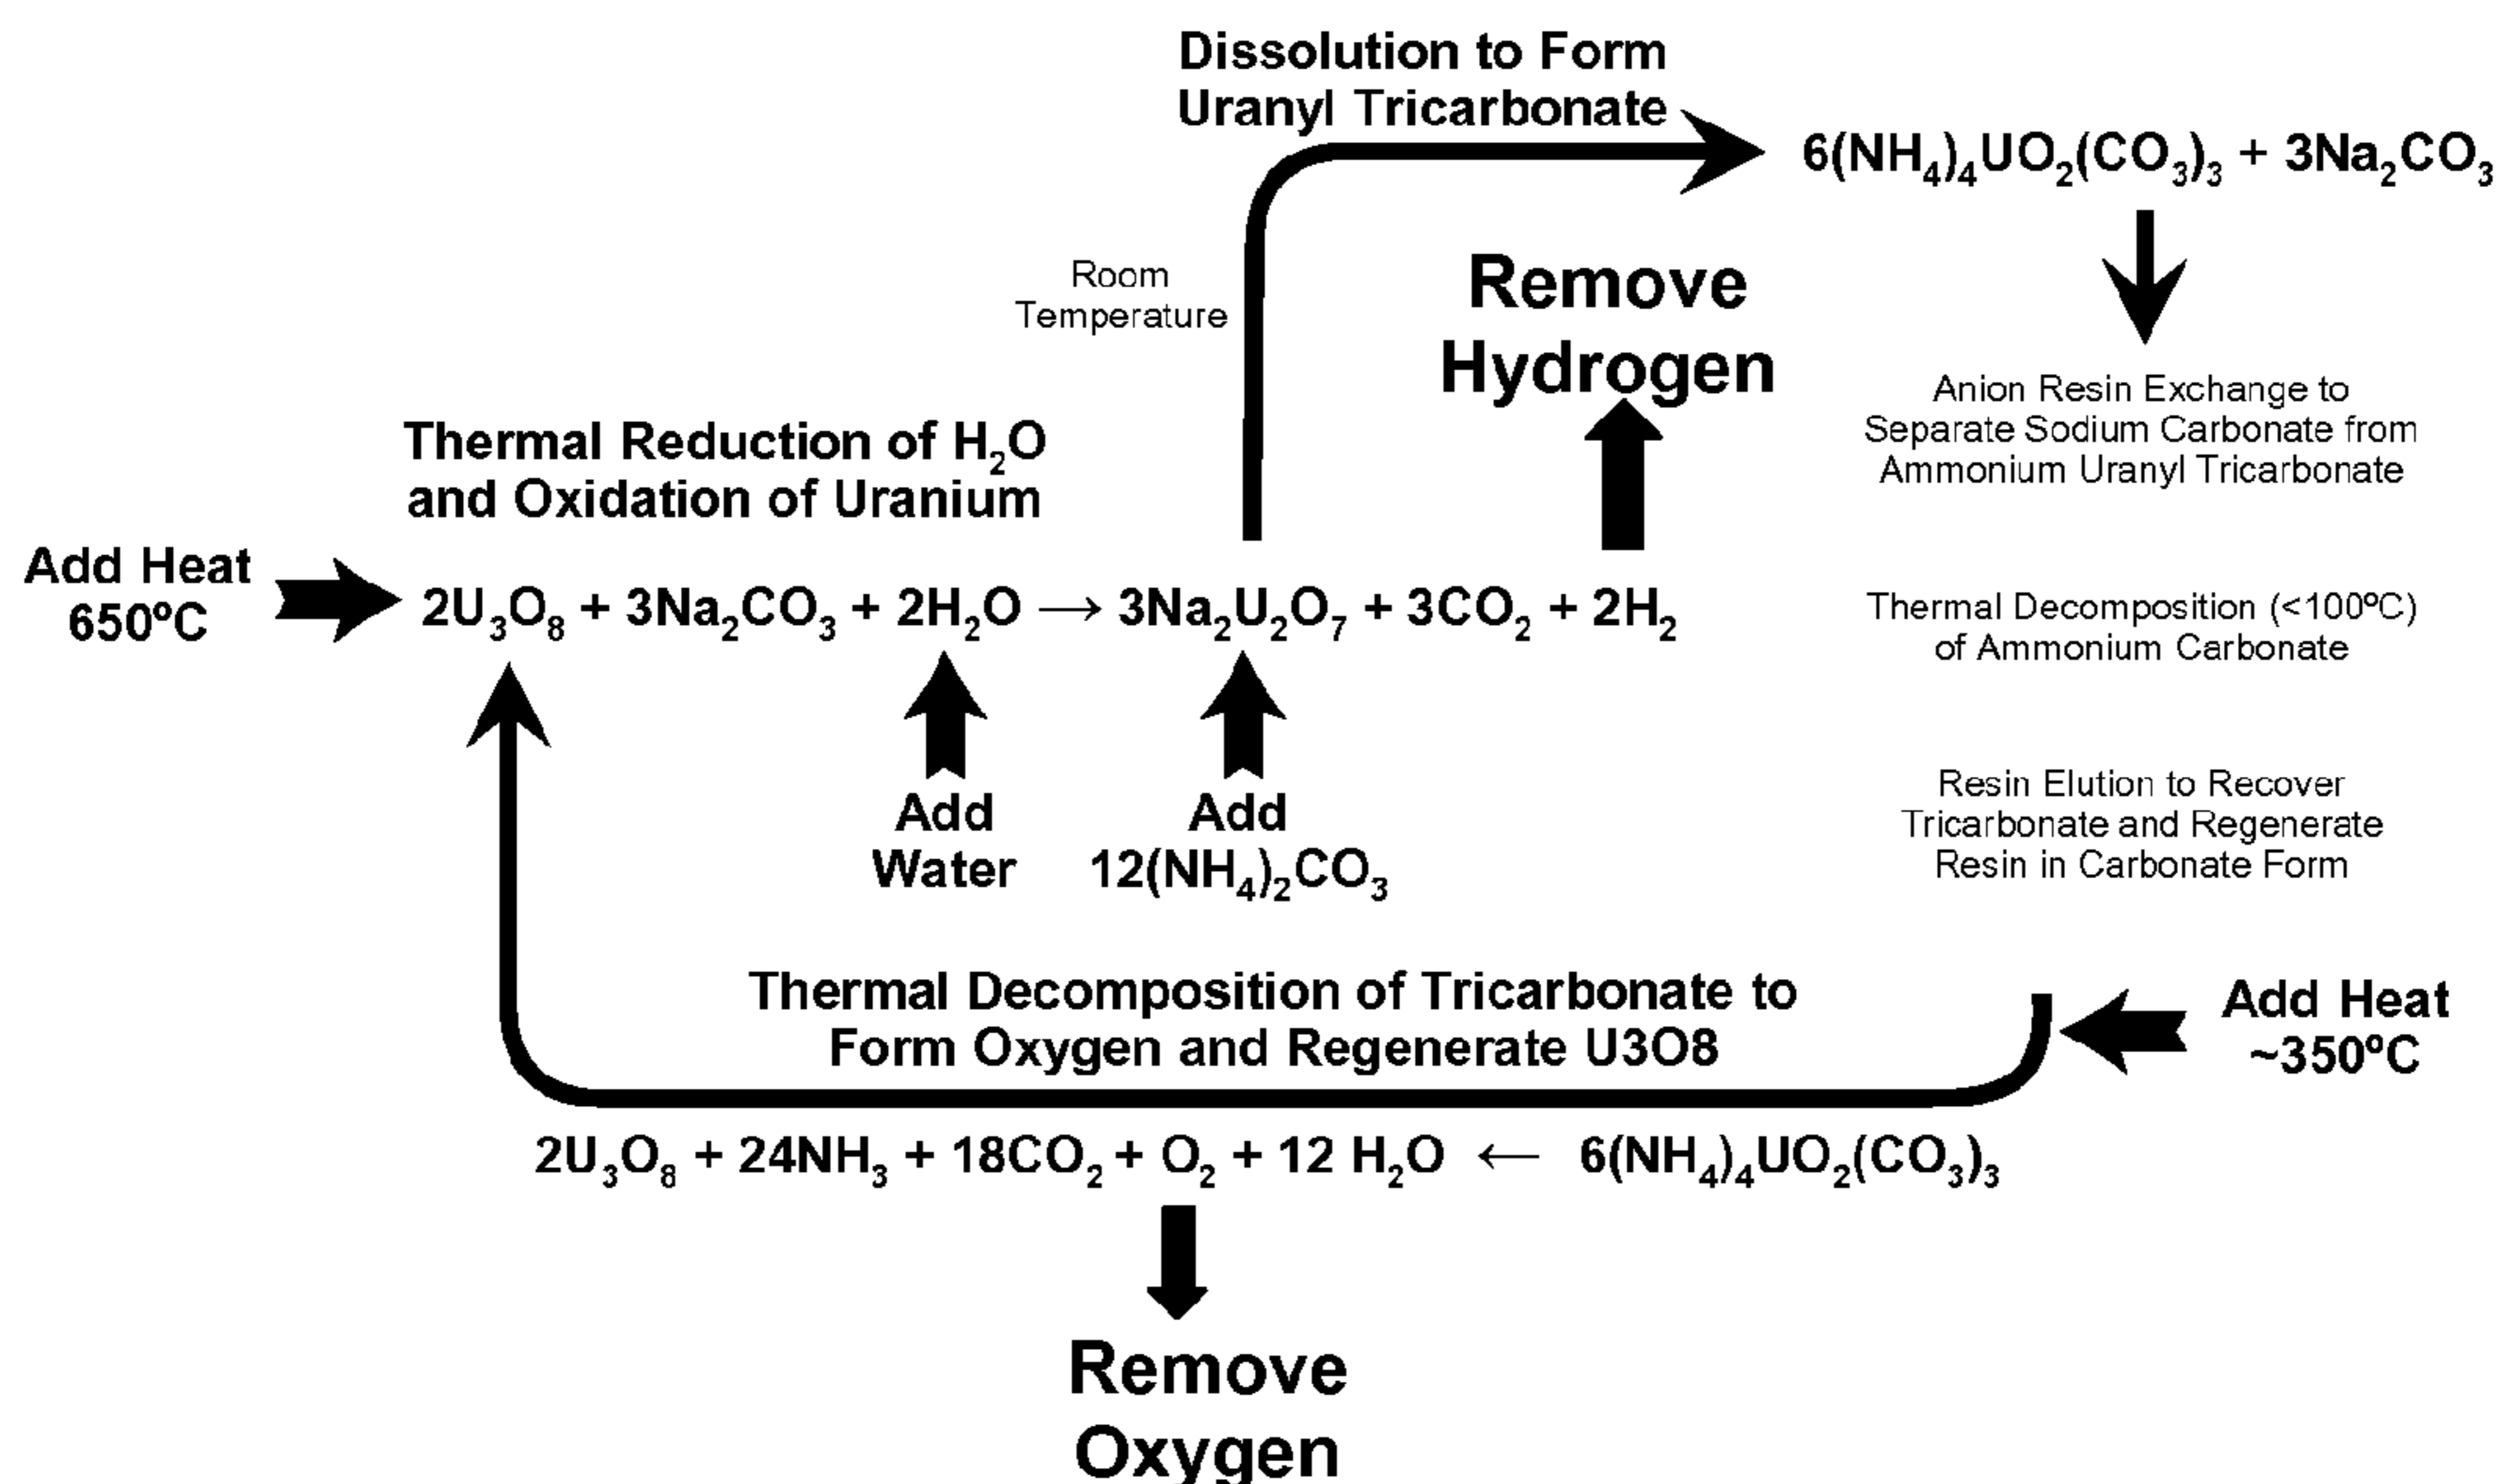 Dissolution to Form
Uranyl Tricarbonate
6(NH₄)₄UO₂(CO₃)₃ + 3Na₂CO₃
Room
Temperature
Remove
Hydrogen
Anion Resin Exchange to
Separate Sodium Carbonate from
Ammonium Uranyl Tricarbonate
Thermal Reduction of H₂O
and Oxidation of Uranium
Add Heat
650ºC
2U₃O₈ + 3Na₂CO₃ + 2H₂O → 3Na₂U₂O₇ + 3CO₂ + 2H₂
Thermal Decomposition (<100ºC)
of Ammonium Carbonate
Add
Water
Add
12(NH₄)₂CO₃
Resin Elution to Recover
Tricarbonate and Regenerate
Resin in Carbonate Form
Thermal Decomposition of Tricarbonate to
Form Oxygen and Regenerate U3O8
Add Heat
~350ºC
2U₃O₈ + 24NH₃ + 18CO₂ + O₂ + 12 H₂O ← 6(NH₄)₄UO₂(CO₃)₃
Remove
Oxygen